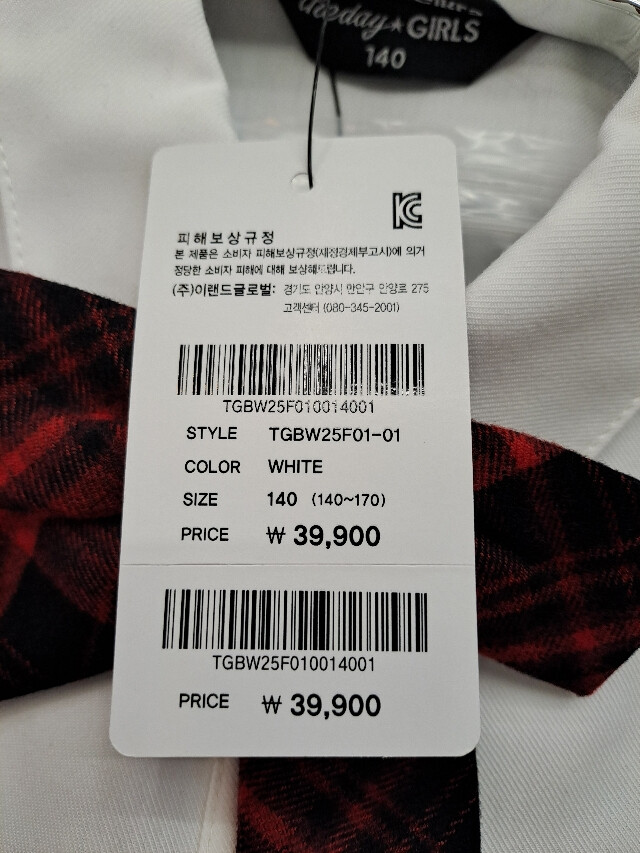 day★GIRLS
140
KC
피해보상규정
본 제품은 소비자 피해보상규정(재정경제부고시)에 의거
정당한 소비자 피해에 대해 보상해드립니다.
(주)이랜드글로벌: 경기도 안양시 만안구 안양로 275
고객센터 (080-345-2001)
TGBW25F010014001
STYLE TGBW25F01-01
COLOR WHITE
SIZE 140 (140~170)
PRICE ₩ 39,900
TGBW25F010014001
PRICE ₩ 39,900